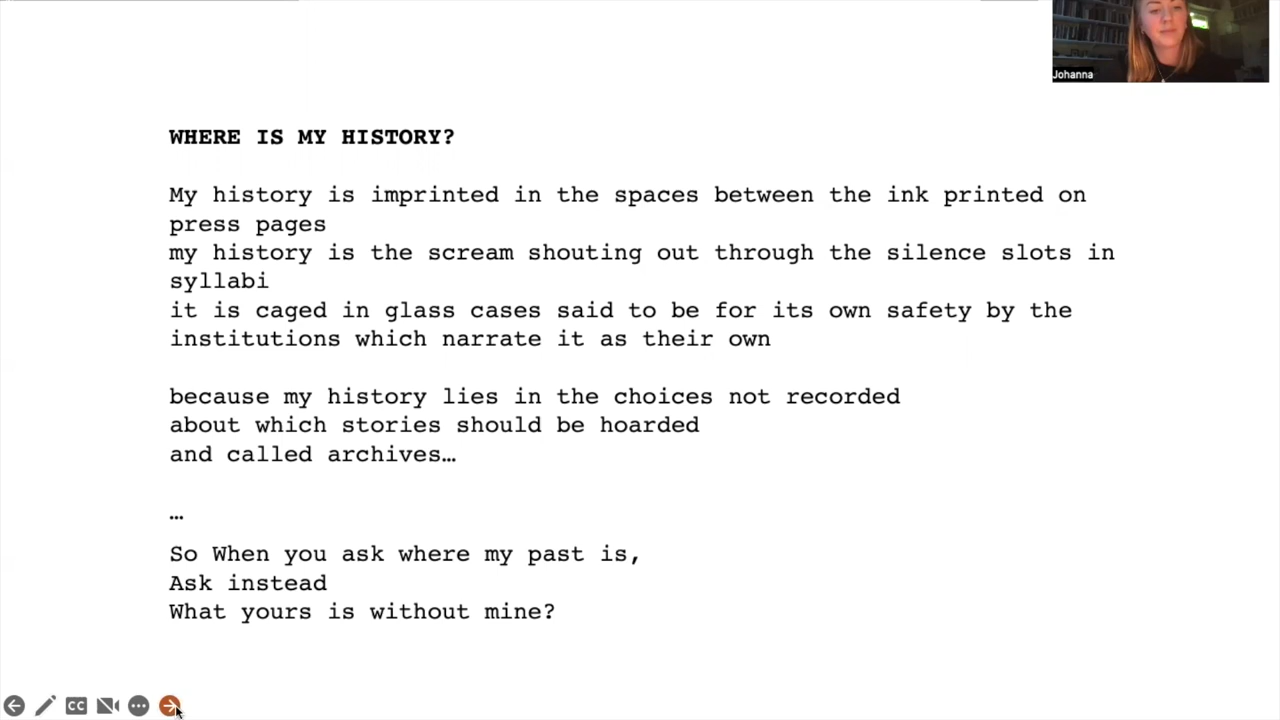 Johanna
WHERE IS MY HISTORY?
My history is imprinted in the spaces between the ink printed on
press pages
my history is the scream shouting out through the silence slots in
syllabi
it is caged in glass cases said to be for its own safety by the
institutions which narrate it as their own
because my history lies in the choices not recorded
about which stories should be hoarded
and called archives…
…
So When you ask where my past is,
Ask instead
What yours is without mine?
CC